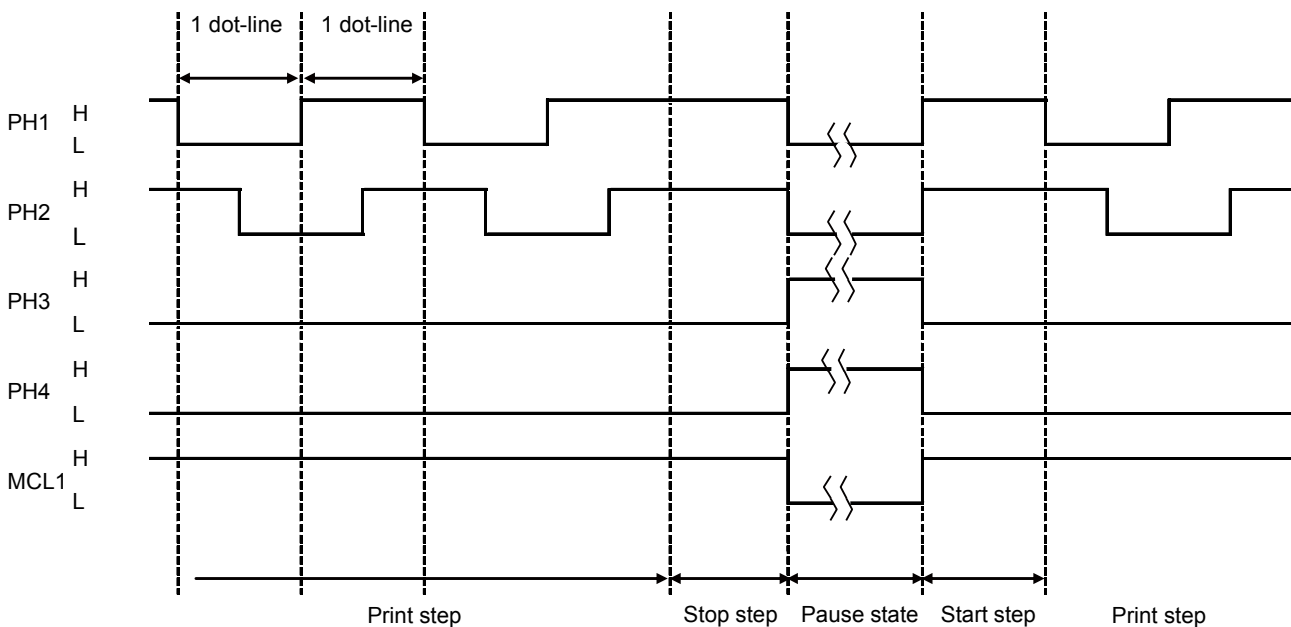 1 dot-line 1 dot-line
PH1 H
L
PH2 H
L
PH3 H
L
PH4 H
L
MCL1 H
L
Print step Stop step Pause state Start step Print step